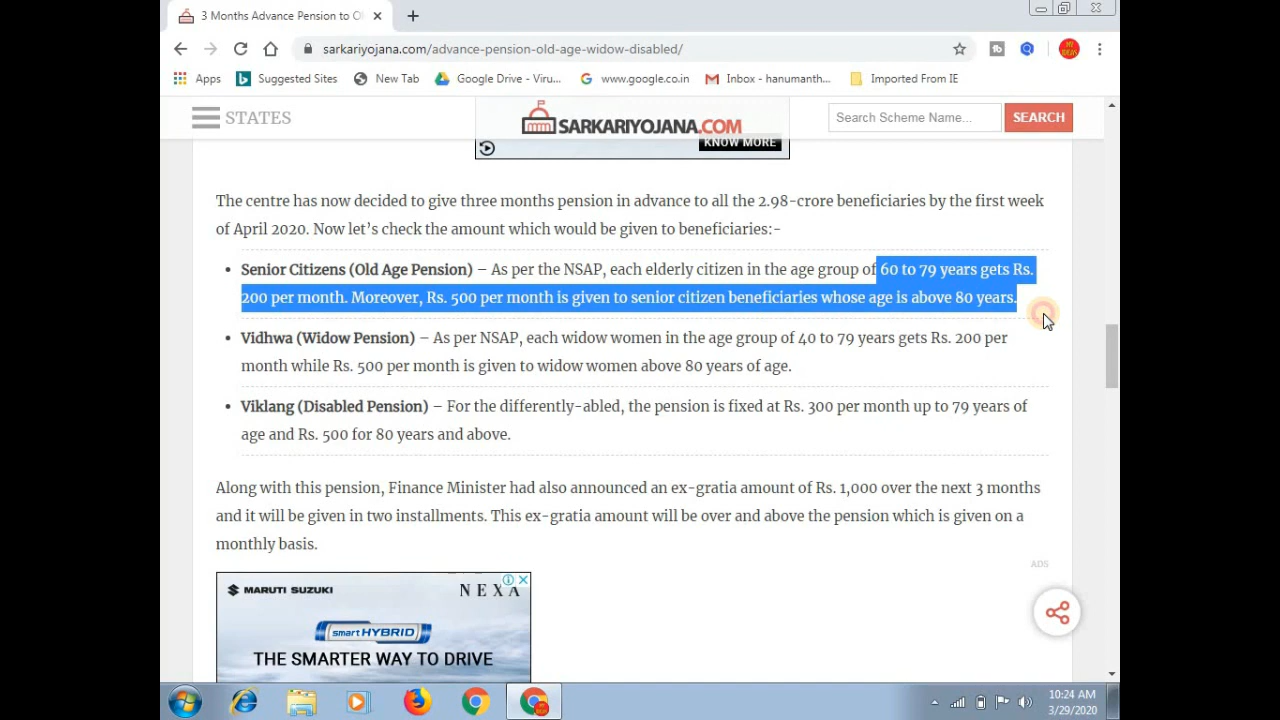 3 Months Advance Pension to Ol
sarkariyojana.com/advance-pension-old-age-widow-disabled/
Apps Suggested Sites New Tab Google Drive - Viru... www.google.co.in Inbox - hanumanth... Imported From IE
STATES SARKARIYOJANA.COM Search Scheme Name... SEARCH
KNOW MORE
The centre has now decided to give three months pension in advance to all the 2.98-crore beneficiaries by the first week
of April 2020. Now let’s check the amount which would be given to beneficiaries:-
• Senior Citizens (Old Age Pension) – As per the NSAP, each elderly citizen in the age group of 60 to 79 years gets Rs.
200 per month. Moreover, Rs. 500 per month is given to senior citizen beneficiaries whose age is above 80 years.
• Vidhwa (Widow Pension) – As per NSAP, each widow women in the age group of 40 to 79 years gets Rs. 200 per
month while Rs. 500 per month is given to widow women above 80 years of age.
• Viklang (Disabled Pension) – For the differently-abled, the pension is fixed at Rs. 300 per month up to 79 years of
age and Rs. 500 for 80 years and above.
Along with this pension, Finance Minister had also announced an ex-gratia amount of Rs. 1,000 over the next 3 months
and it will be given in two installments. This ex-gratia amount will be over and above the pension which is given on a
monthly basis.
ADS
MARUTI SUZUKI NEXA
smart HYBRID
THE SMARTER WAY TO DRIVE
10:24 AM
3/29/2020